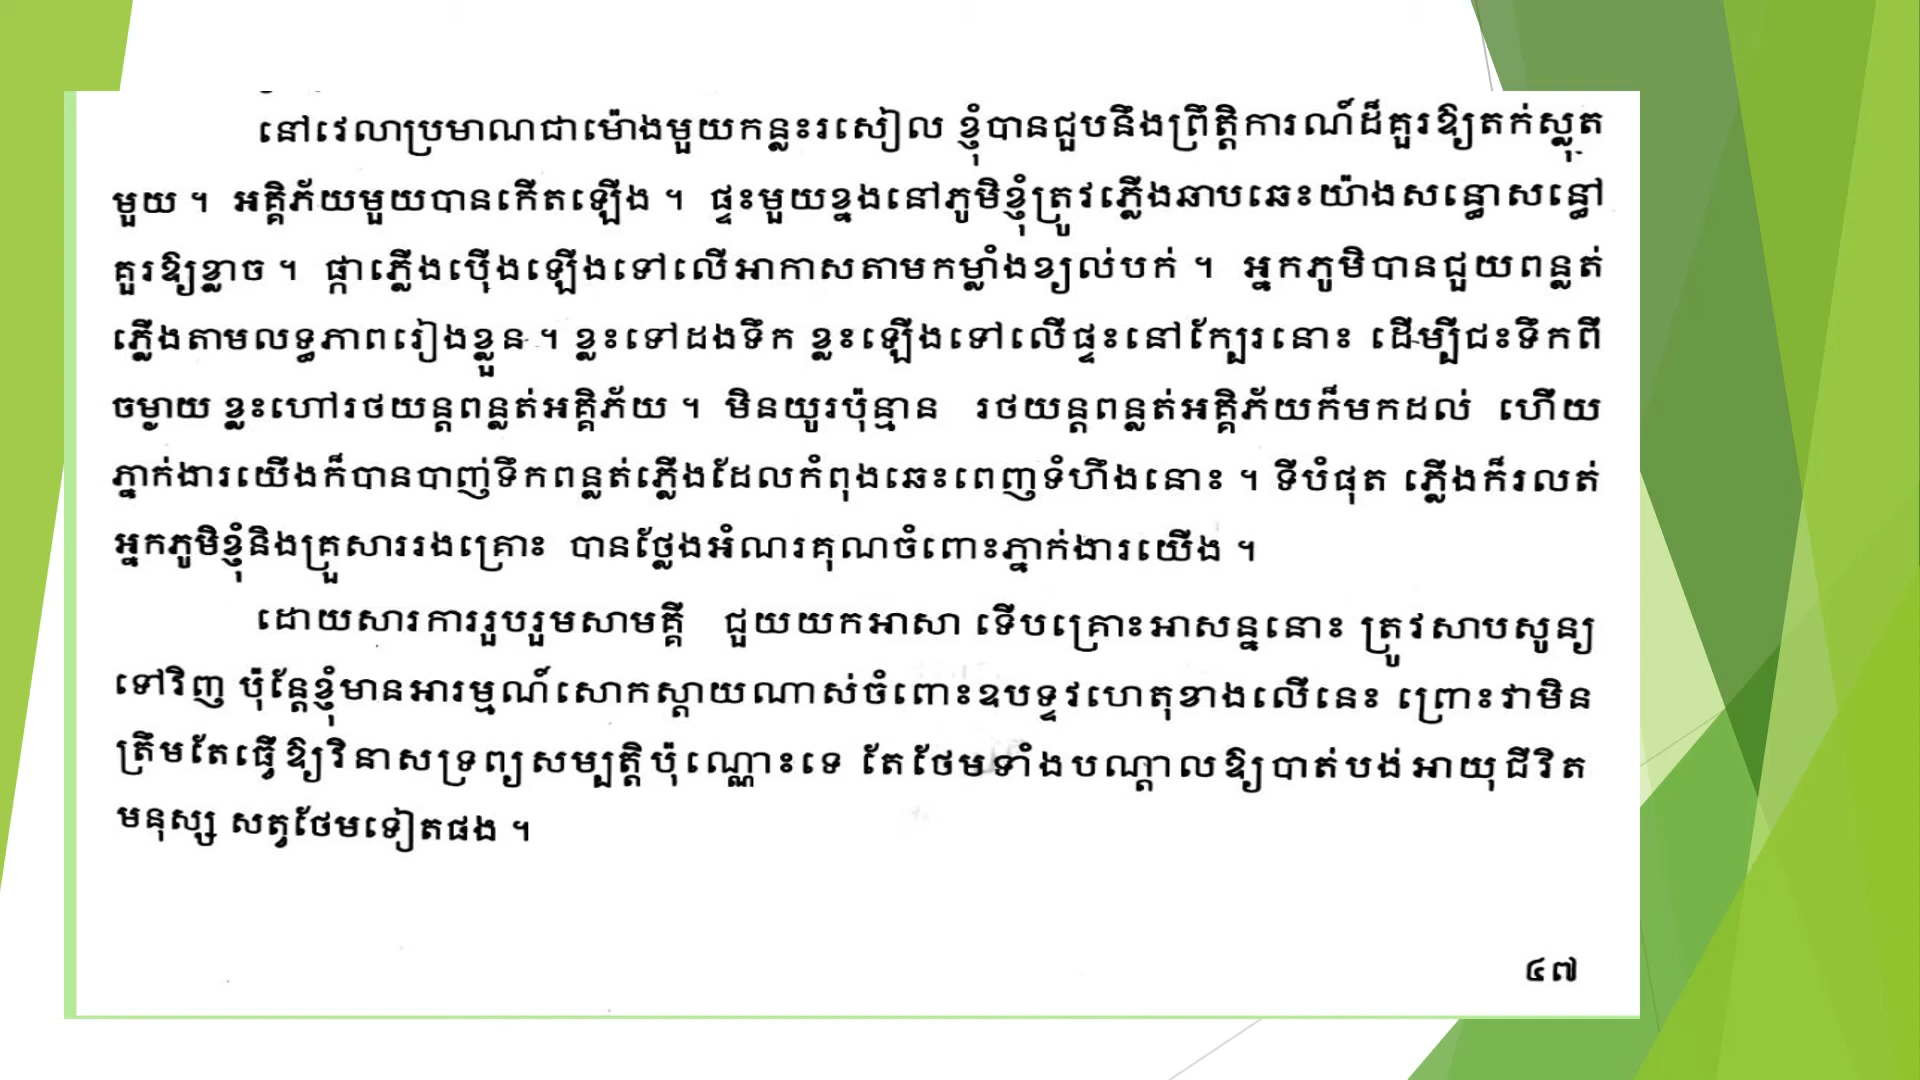 នៅវេលាប្រមាណជាម៉ោងមួយកន្លះរសៀល ខ្ញុំបានជួបនឹងព្រឹត្តិការណ៍ដ៏គួរឱ្យតក់ស្លុត
មួយ ។ អគ្គិភ័យមួយបានកើតឡើង ។ ផ្ទះមួយខ្នងនៅភូមិខ្ញុំត្រូវភ្លើងឆាបឆេះយ៉ាងសន្ធោសន្ធៅ
គួរឱ្យខ្លាច ។ ផ្កាភ្លើងប៉ើងឡើងទៅលើអាកាសតាមកម្លាំងខ្យល់បក់ ។ អ្នកភូមិបានជួយពន្លត់
ភ្លើងតាមលទ្ធភាពរៀងខ្លួន ។ ខ្លះទៅដងទឹក ខ្លះឡើងទៅលើផ្ទះនៅក្បែរនោះ ដើម្បីជះទឹកពី
ចម្ងាយ ខ្លះហៅរថយន្តពន្លត់អគ្គិភ័យ ។ មិនយូរប៉ុន្មាន រថយន្តពន្លត់អគ្គិភ័យក៏មកដល់ ហើយ
ភ្នាក់ងារយើងក៏បានបាញ់ទឹកពន្លត់ភ្លើងដែលកំពុងឆេះពេញទំហឹងនោះ ។ ទីបំផុត ភ្លើងក៏រលត់
អ្នកភូមិខ្ញុំនិងគ្រួសាររងគ្រោះ បានថ្លែងអំណរគុណចំពោះភ្នាក់ងារយើង ។
ដោយសារការរួបរួមសាមគ្គី ជួយយកអាសា ទើបគ្រោះអាសន្ននោះ ត្រូវសាបសូន្យ
ទៅវិញ ប៉ុន្តែខ្ញុំមានអារម្មណ៍សោកស្តាយណាស់ចំពោះឧបទ្ទវហេតុខាងលើនេះ ព្រោះវាមិន
ត្រឹមតែធ្វើឱ្យវិនាសទ្រព្យសម្បត្តិប៉ុណ្ណោះទេ តែថែមទាំងបណ្តាលឱ្យបាត់បង់អាយុជីវិត
មនុស្ស សត្វថែមទៀតផង ។
៤៧